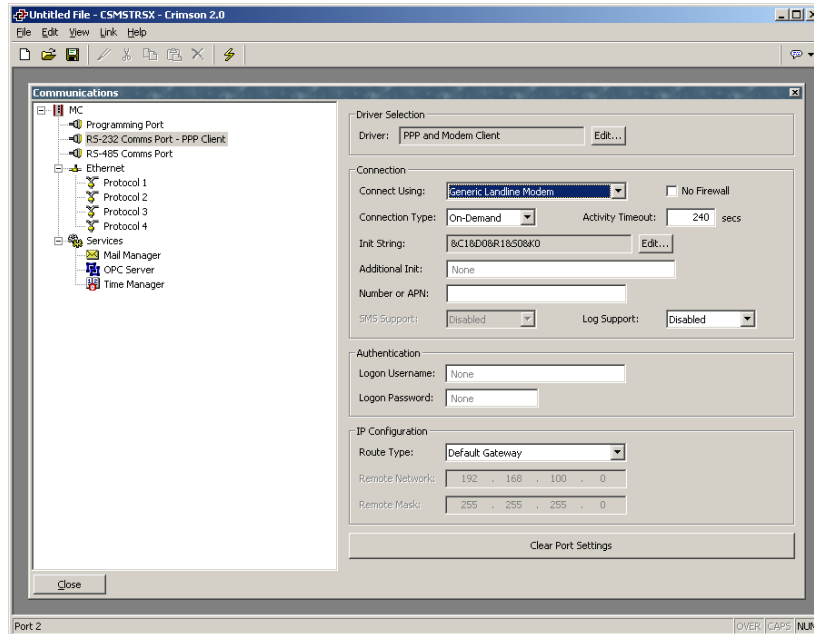 Untitled File - CSMSTRSX - Crimson 2.0
File Edit View Link Help
Communications
MC
Programming Port
RS-232 Comms Port - PPP Client
RS-485 Comms Port
Ethernet
Protocol 1
Protocol 2
Protocol 3
Protocol 4
Services
Mail Manager
OPC Server
Time Manager
Driver Selection
Driver: PPP and Modem Client Edit...
Connection
Connect Using: Generic Landline Modem No Firewall
Connection Type: On-Demand Activity Timeout: 240 secs
Init String: &C1&D0&R1&S0&K0 Edit...
Additional Init: None
Number or APN:
SMS Support: Disabled Log Support: Disabled
Authentication
Logon Username: None
Logon Password: None
IP Configuration
Route Type: Default Gateway
Remote Network: 192 . 168 . 100 . 0
Remote Mask: 255 . 255 . 255 . 0
Clear Port Settings
Close
Port 2 OVER CAPS NUM